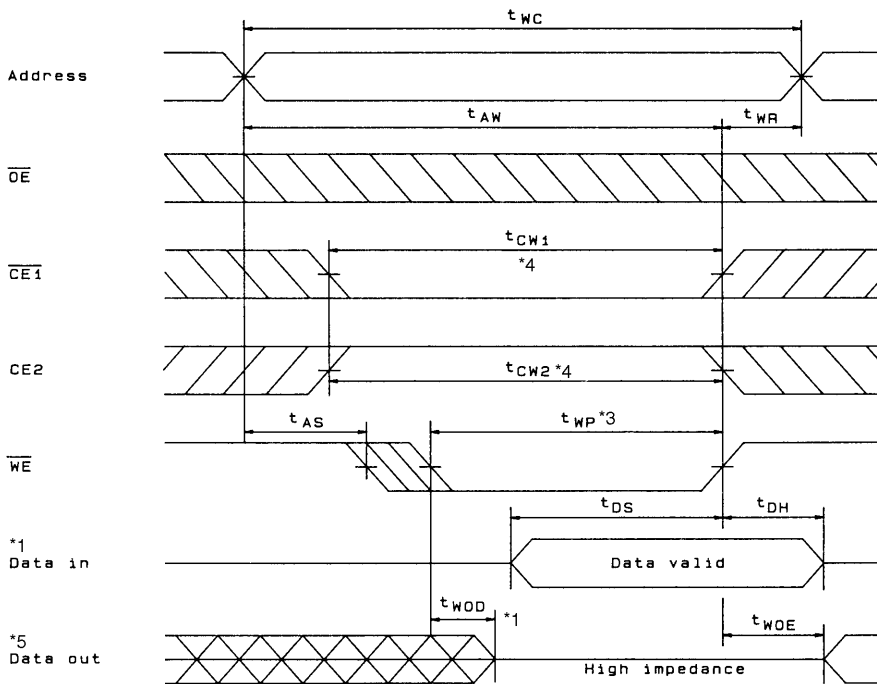 tWC
Address
tAW
tWR
OE
tCW1
CE1
*4
CE2
tCW2 *4
tAS
tWP *3
WE
tDS
tDH
*1
Data in
Data valid
tWOD
*1
tWOE
*5
Data out
High impedance